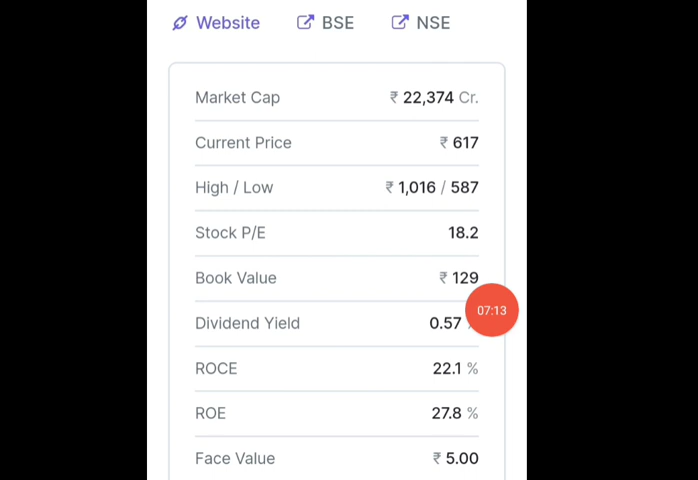 Website BSE NSE
Market Cap ₹ 22,374 Cr.
Current Price ₹ 617
High / Low ₹ 1,016 / 587
Stock P/E 18.2
Book Value ₹ 129
07:13
Dividend Yield 0.57
ROCE 22.1 %
ROE 27.8 %
Face Value ₹ 5.00